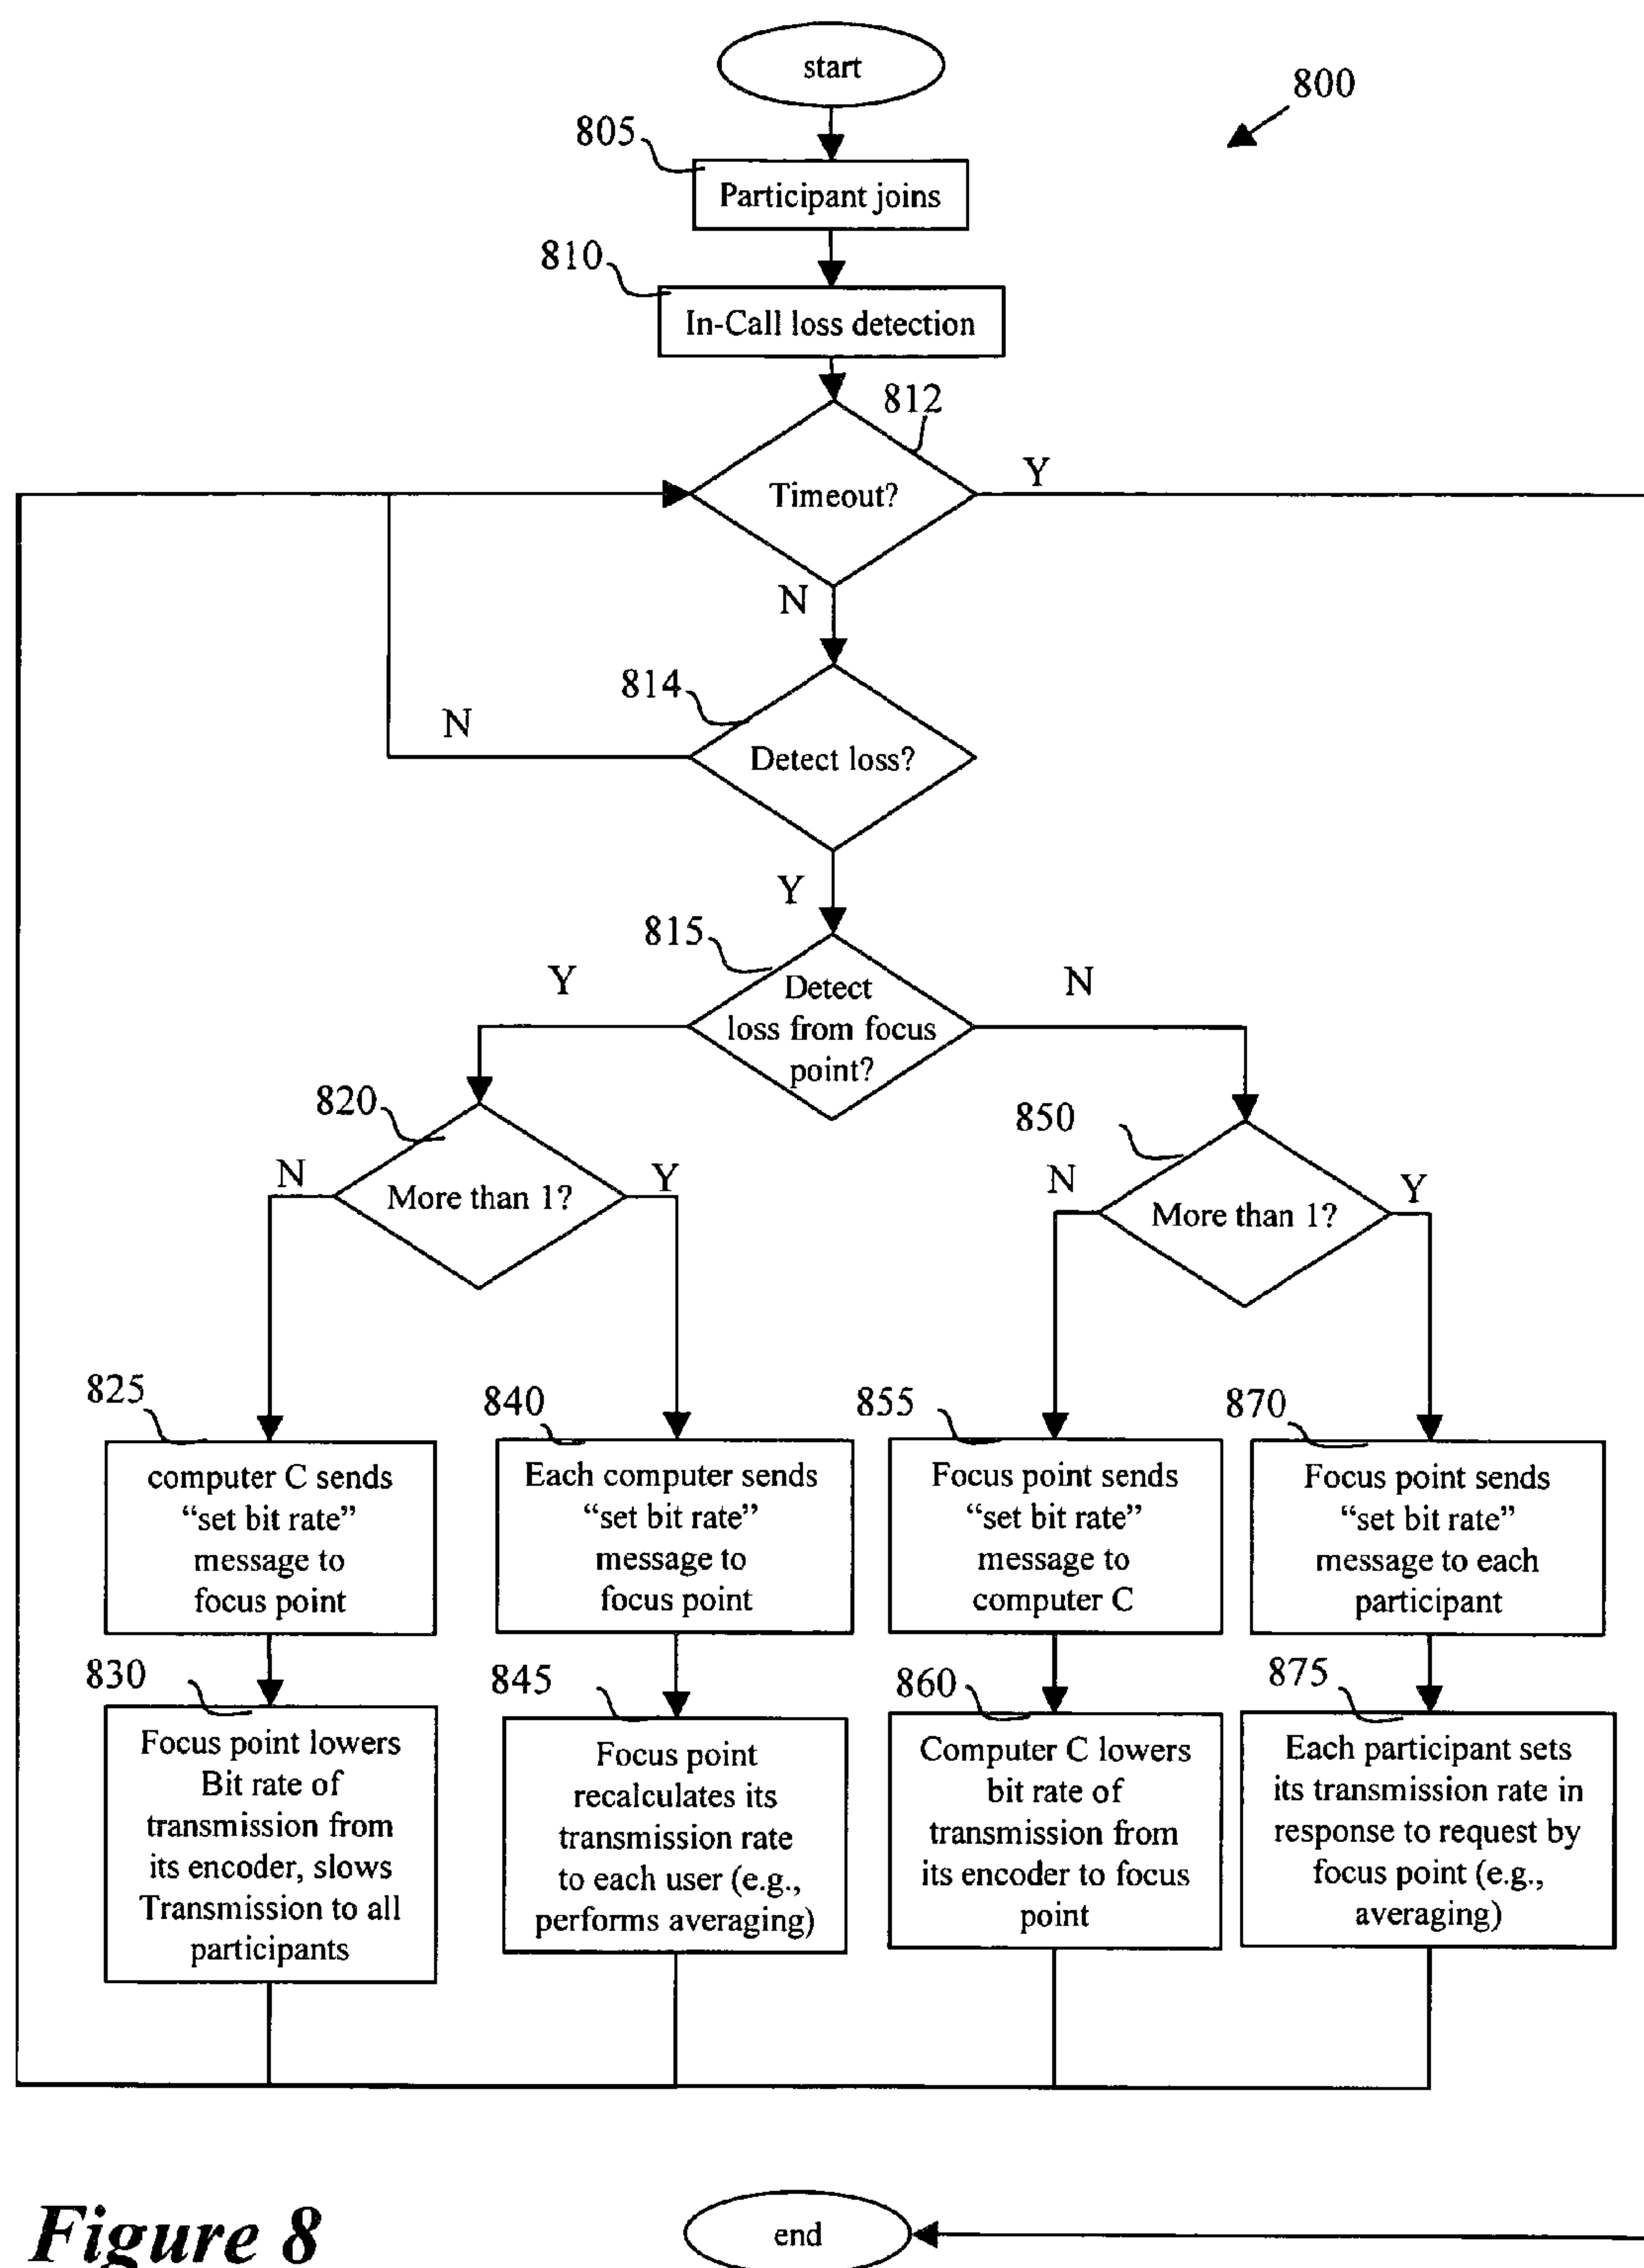 start
800
805
Participant joins
810
In-Call loss detection
812
Timeout?
Y
N
814
Detect loss?
N
Y
815
Detect
loss from focus
point?
Y
N
820
More than 1?
N
Y
850
More than 1?
N
Y
825
computer C sends
“set bit rate”
message to
focus point
840
Each computer sends
“set bit rate”
message to
focus point
855
Focus point sends
“set bit rate”
message to
computer C
870
Focus point sends
“set bit rate”
message to each
participant
830
Focus point lowers
Bit rate of
transmission from
its encoder, slows
Transmission to all
participants
845
Focus point
recalculates its
transmission rate
to each user (e.g.,
performs averaging)
860
Computer C lowers
bit rate of
transmission from
its encoder to focus
point
875
Each participant sets
its transmission rate in
response to request by
focus point (e.g.,
averaging)
Figure 8
end